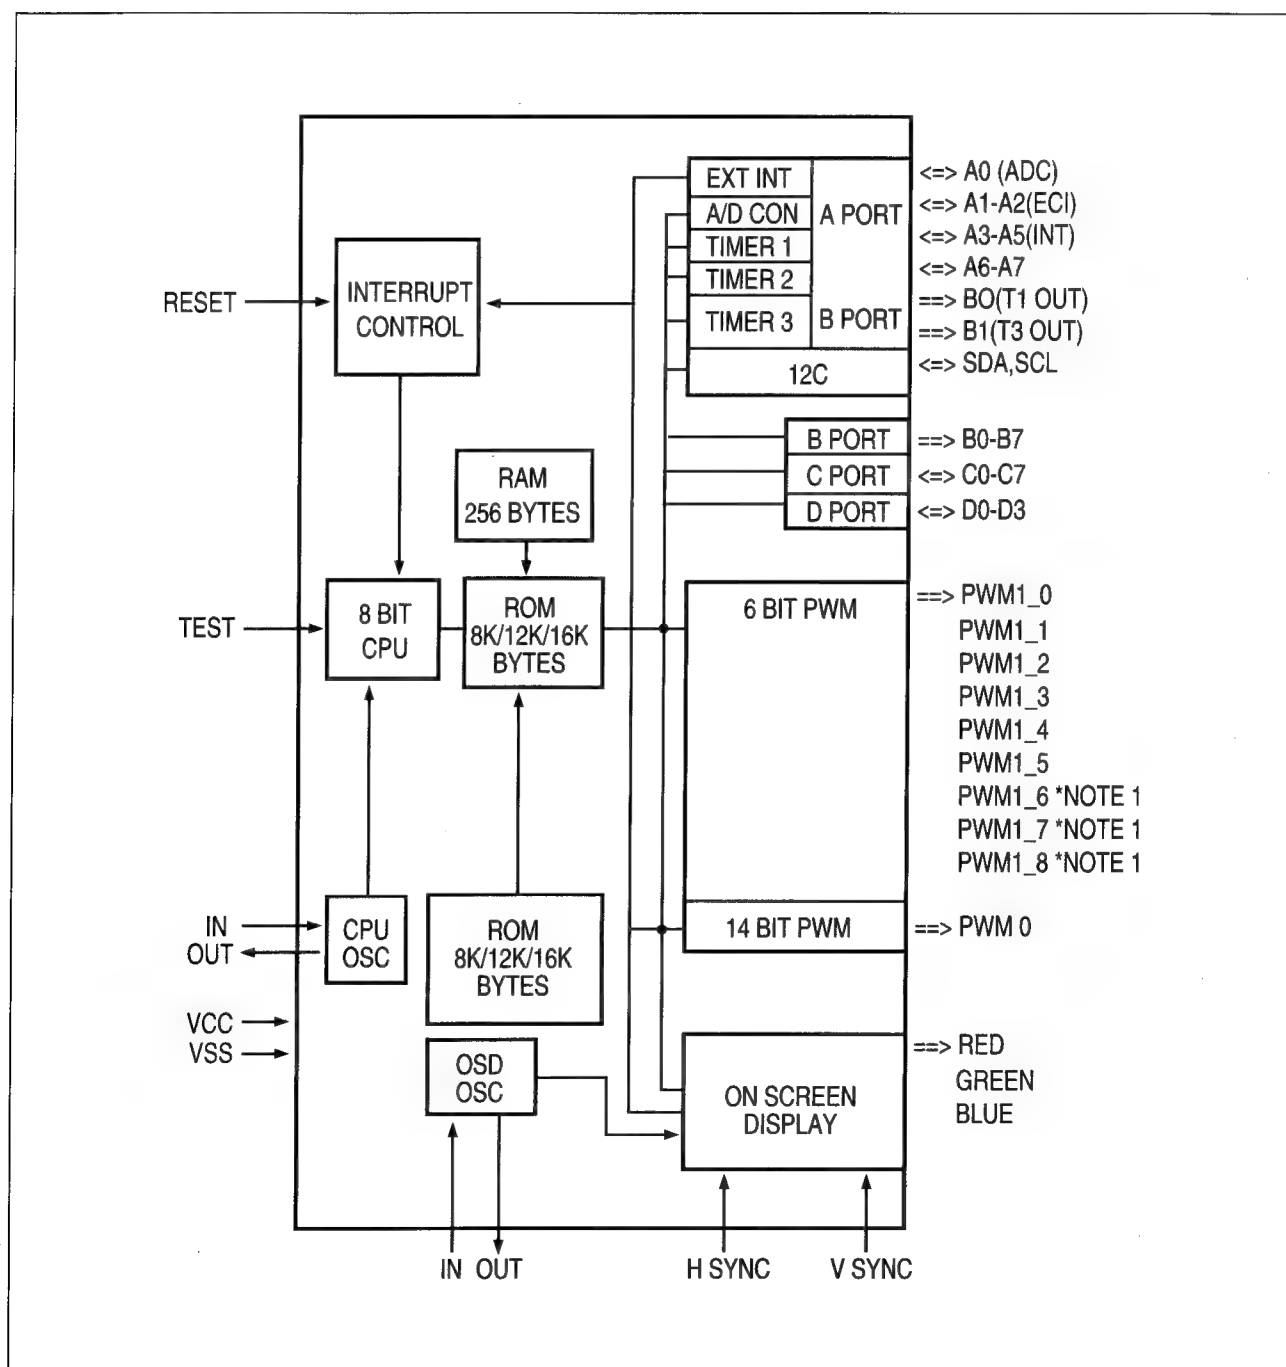 EXT INT
A/D CON
TIMER 1
TIMER 2
TIMER 3
A PORT
B PORT
12C
<=> A0 (ADC)
<=> A1-A2(ECI)
<=> A3-A5(INT)
<=> A6-A7
==> BO(T1 OUT)
==> B1(T3 OUT)
<=> SDA,SCL
RESET
INTERRUPT
CONTROL
B PORT
C PORT
D PORT
==> B0-B7
<=> C0-C7
<=> D0-D3
RAM
256 BYTES
TEST
8 BIT
CPU
ROM
8K/12K/16K
BYTES
6 BIT PWM
==> PWM1_0
PWM1_1
PWM1_2
PWM1_3
PWM1_4
PWM1_5
PWM1_6 *NOTE 1
PWM1_7 *NOTE 1
PWM1_8 *NOTE 1
IN
OUT
CPU
OSC
ROM
8K/12K/16K
BYTES
14 BIT PWM
==> PWM 0
VCC
VSS
OSD
OSC
ON SCREEN
DISPLAY
==> RED
GREEN
BLUE
IN OUT
H SYNC
V SYNC